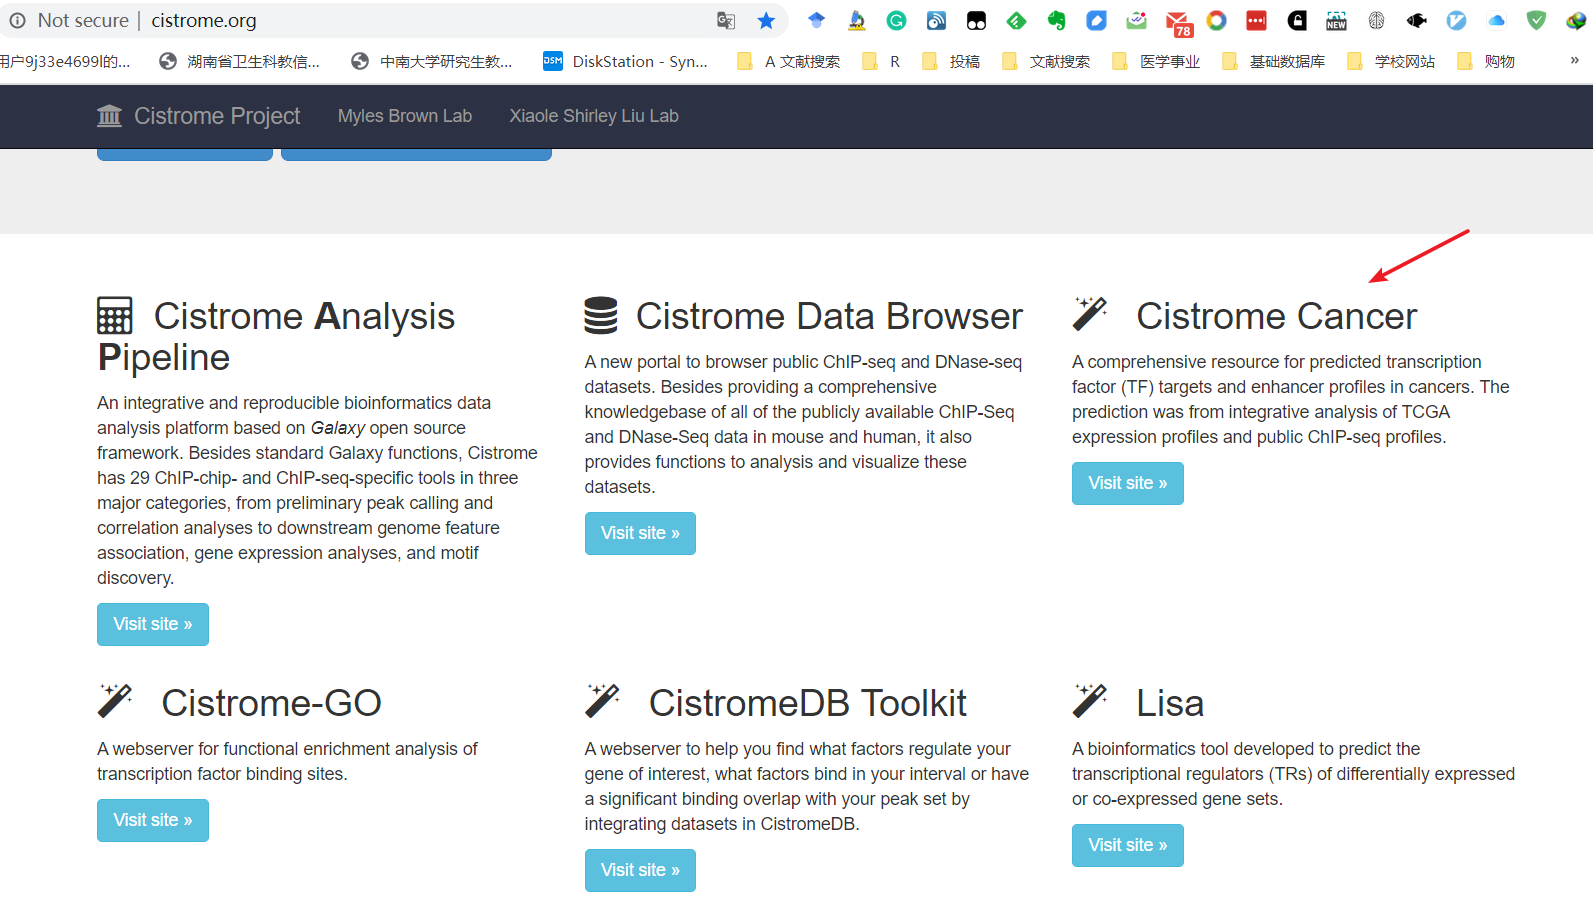 Not secure | cistrome.org
78
NEW
用户9j33e4699l的...
湖南省卫生科教信...
中南大学研究生教...
DSM DiskStation - Syn...
A 文献搜索
R
投稿
文献搜索
医学事业
基础数据库
学校网站
购物
»
Cistrome Project Myles Brown Lab Xiaole Shirley Liu Lab
Cistrome Analysis
Pipeline
An integrative and reproducible bioinformatics data
analysis platform based on Galaxy open source
framework. Besides standard Galaxy functions, Cistrome
has 29 ChIP-chip- and ChIP-seq-specific tools in three
major categories, from preliminary peak calling and
correlation analyses to downstream genome feature
association, gene expression analyses, and motif
discovery.
Visit site »
Cistrome Data Browser
A new portal to browser public ChIP-seq and DNase-seq
datasets. Besides providing a comprehensive
knowledgebase of all of the publicly available ChIP-Seq
and DNase-Seq data in mouse and human, it also
provides functions to analysis and visualize these
datasets.
Visit site »
Cistrome Cancer
A comprehensive resource for predicted transcription
factor (TF) targets and enhancer profiles in cancers. The
prediction was from integrative analysis of TCGA
expression profiles and public ChIP-seq profiles.
Visit site »
Cistrome-GO
A webserver for functional enrichment analysis of
transcription factor binding sites.
Visit site »
CistromeDB Toolkit
A webserver to help you find what factors regulate your
gene of interest, what factors bind in your interval or have
a significant binding overlap with your peak set by
integrating datasets in CistromeDB.
Visit site »
Lisa
A bioinformatics tool developed to predict the
transcriptional regulators (TRs) of differentially expressed
or co-expressed gene sets.
Visit site »